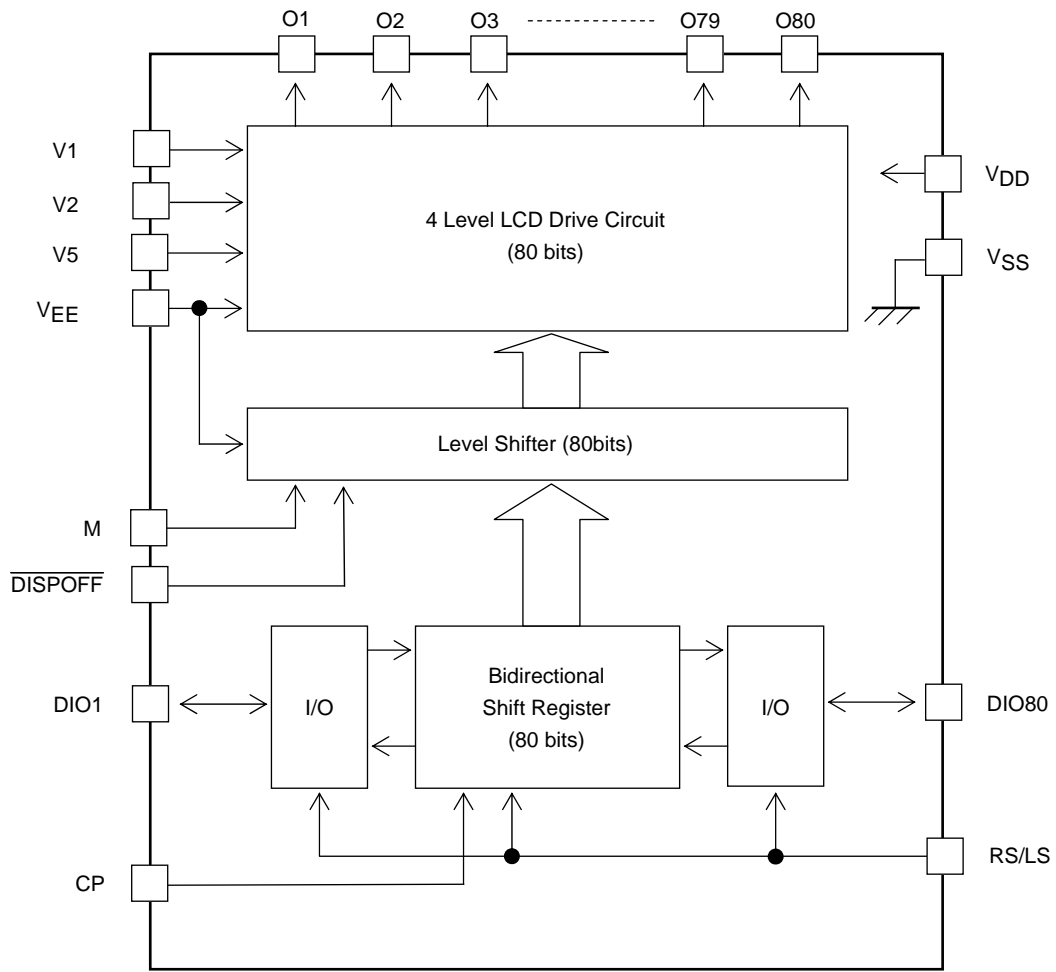 O1 O2 O3 O79 O80
V1
V2
V5
VEE
VDD
VSS
4 Level LCD Drive Circuit
(80 bits)
Level Shifter (80bits)
M
DISPOFF
DIO1
I/O
Bidirectional
Shift Register
(80 bits)
I/O
DIO80
CP
RS/LS